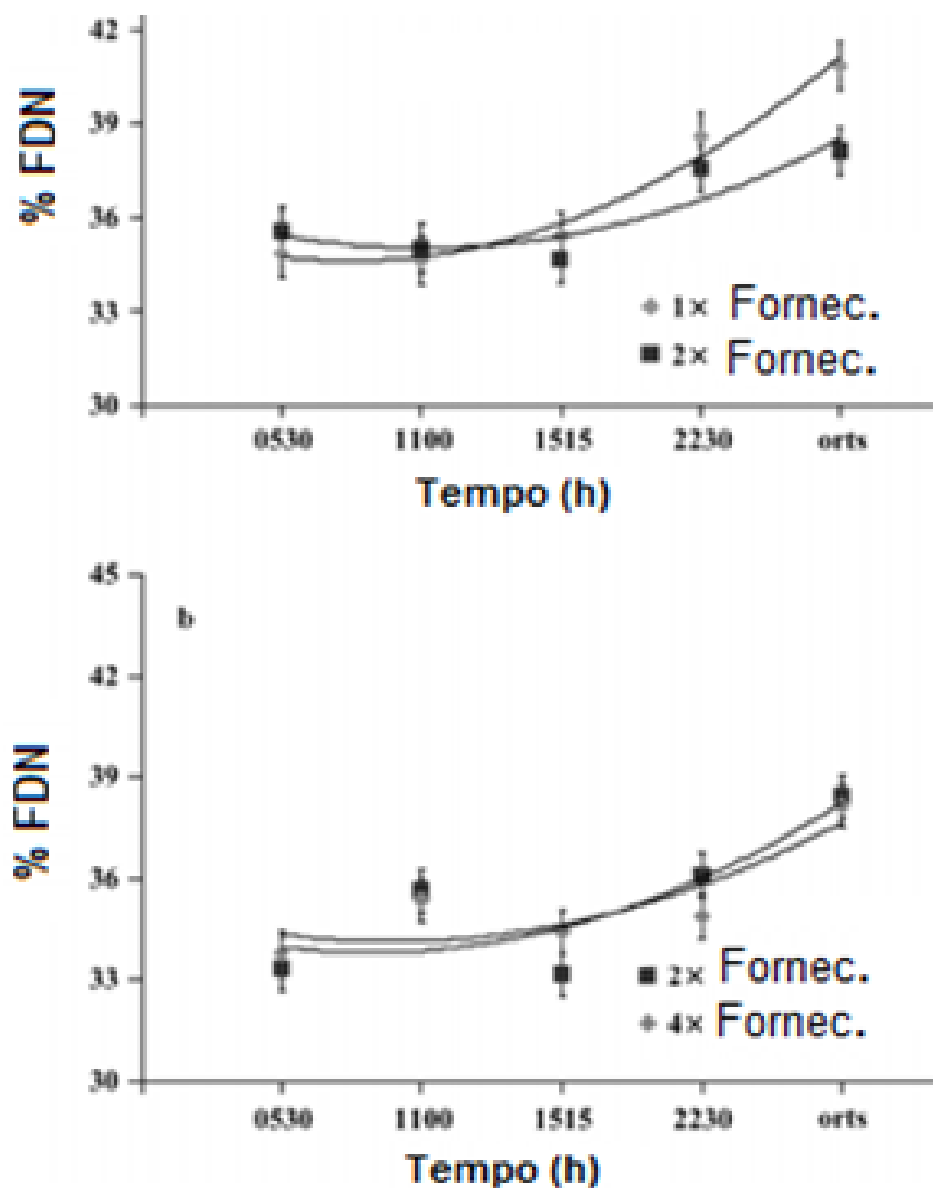 42
39
36
33
30
% FDN
1× Fornec.
2× Fornec.
0530 1100 1515 2230 orts
Tempo (h)
b
45
42
39
36
33
30
% FDN
2× Fornec.
4× Fornec.
0530 1100 1515 2230 orts
Tempo (h)